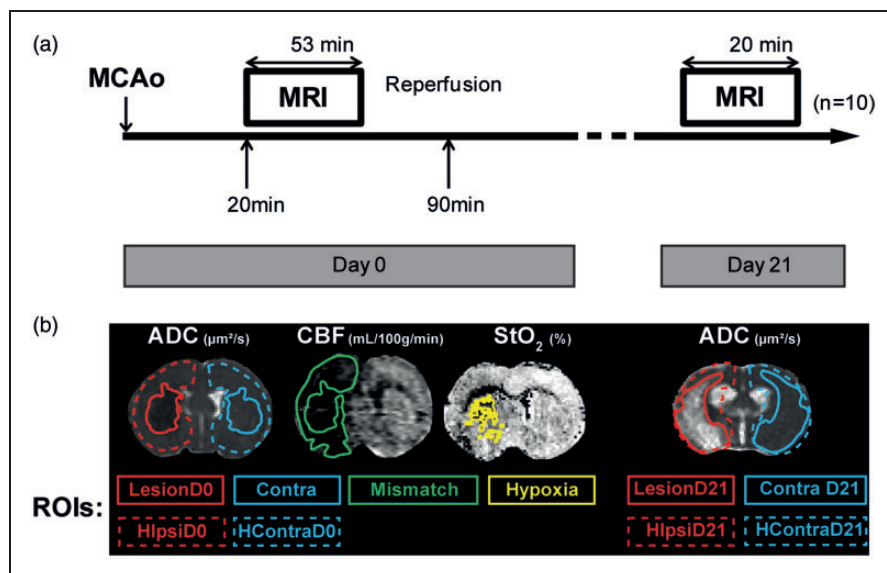 (a)
53 min
20 min
MCAo
MRI
Reperfusion
MRI
(n=10)
20min
90min
Day 0
Day 21
(b)
ADC (µm²/s)
CBF (mL/100g/min)
StO₂ (%)
ADC (µm²/s)
ROIs:
LesionD0
Contra
Mismatch
Hypoxia
LesionD21
Contra D21
HIpsiD0
HContraD0
HIpsiD21
HContraD21